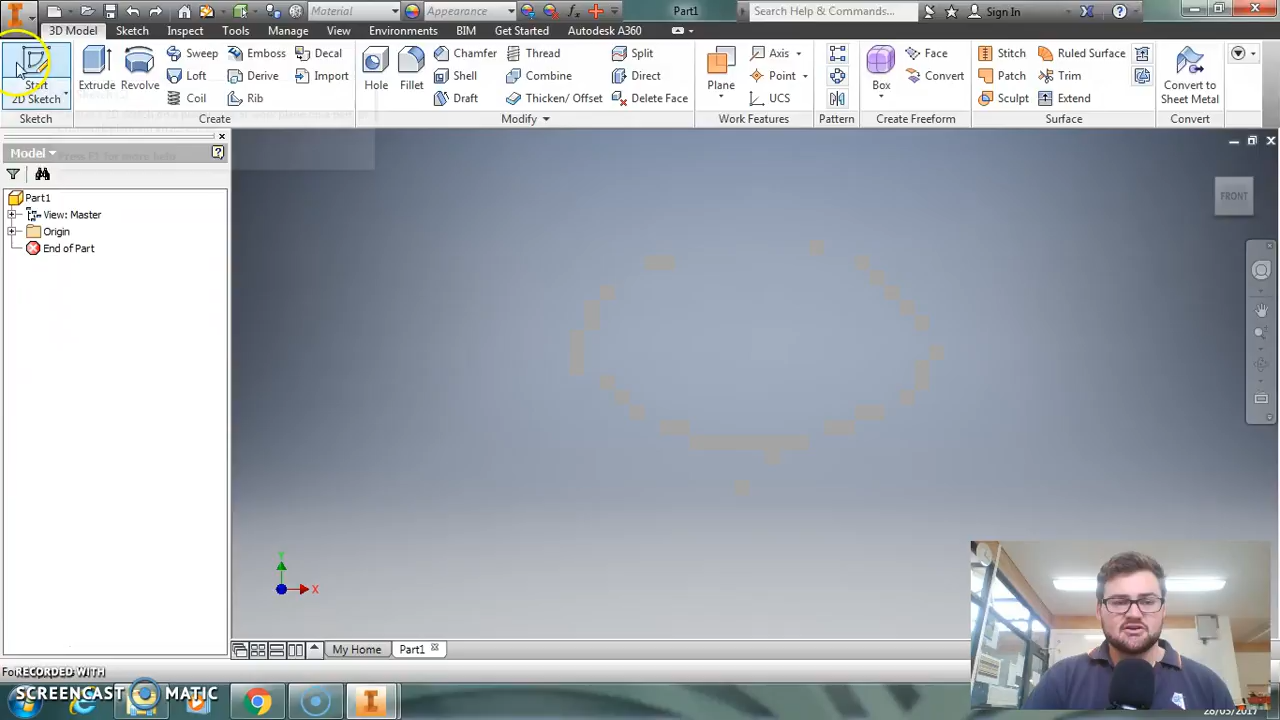 Material
Appearance
Part1
Search Help & Commands...
Sign In
3D Model Sketch Inspect Tools Manage View Environments BIM Get Started Autodesk A360
Start
2D Sketch
Extrude
Revolve
Sweep
Loft
Coil
Emboss
Derive
Rib
Decal
Import
Hole
Fillet
Chamfer
Shell
Draft
Thread
Combine
Thicken/ Offset
Split
Direct
Delete Face
Plane
Axis
Point
UCS
Box
Face
Convert
Stitch
Patch
Sculpt
Ruled Surface
Trim
Extend
Convert to
Sheet Metal
Sketch
Create
Modify
Work Features
Pattern
Create Freeform
Surface
Convert
Model
Part1
View: Master
Origin
End of Part
FRONT
Y
X
My Home
Part1
RECORDED WITH
SCREENCAST MATIC
28/03/2017